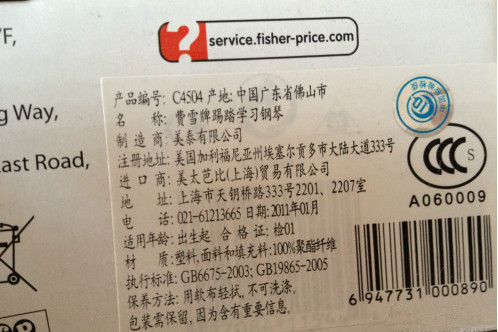 /F,
? service.fisher-price.com
g Way,
ast Road,
产品编号: C4504 产地: 中国广东省佛山市
名 称: 费雪牌踢踏学习钢琴
制 造 商: 美泰有限公司
注册地址: 美国加利福尼亚州埃塞尔贡多市大陆大道333号
进 口 商: 美太芭比(上海)贸易有限公司
地 址: 上海市天钥桥路333号2201、2207室
电 话: 021-61213665 日期: 2011年01月
适用年龄: 出生起 合 格 证: 检01
材 质: 塑料,面料和填充料:100%聚酯纤维
执行标准: GB6675-2003; GB19865-2005
保养方法: 用软布轻拭,不可洗涤.
包装需保留,因为含有重要信息.
10
CCC S
A060009
6 947731 000890